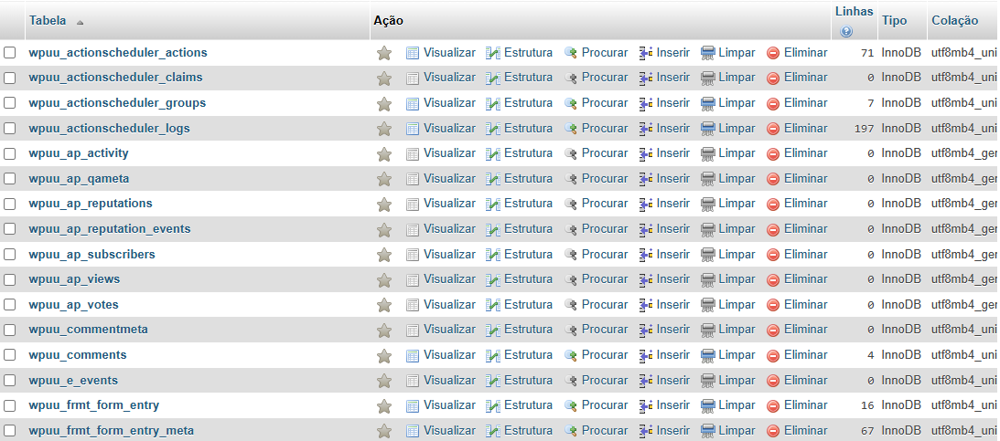 Tabela Ação Linhas Tipo Colação
wpuu_actionscheduler_actions Visualizar Estrutura Procurar Inserir Limpar Eliminar 71 InnoDB utf8mb4_uni
wpuu_actionscheduler_claims Visualizar Estrutura Procurar Inserir Limpar Eliminar 0 InnoDB utf8mb4_uni
wpuu_actionscheduler_groups Visualizar Estrutura Procurar Inserir Limpar Eliminar 7 InnoDB utf8mb4_uni
wpuu_actionscheduler_logs Visualizar Estrutura Procurar Inserir Limpar Eliminar 197 InnoDB utf8mb4_uni
wpuu_ap_activity Visualizar Estrutura Procurar Inserir Limpar Eliminar 0 InnoDB utf8mb4_ger
wpuu_ap_qameta Visualizar Estrutura Procurar Inserir Limpar Eliminar 0 InnoDB utf8mb4_ger
wpuu_ap_reputations Visualizar Estrutura Procurar Inserir Limpar Eliminar 0 InnoDB utf8mb4_ger
wpuu_ap_reputation_events Visualizar Estrutura Procurar Inserir Limpar Eliminar 0 InnoDB utf8mb4_ger
wpuu_ap_subscribers Visualizar Estrutura Procurar Inserir Limpar Eliminar 0 InnoDB utf8mb4_ger
wpuu_ap_views Visualizar Estrutura Procurar Inserir Limpar Eliminar 0 InnoDB utf8mb4_ger
wpuu_ap_votes Visualizar Estrutura Procurar Inserir Limpar Eliminar 0 InnoDB utf8mb4_ger
wpuu_commentmeta Visualizar Estrutura Procurar Inserir Limpar Eliminar 0 InnoDB utf8mb4_uni
wpuu_comments Visualizar Estrutura Procurar Inserir Limpar Eliminar 4 InnoDB utf8mb4_uni
wpuu_e_events Visualizar Estrutura Procurar Inserir Limpar Eliminar 0 InnoDB utf8mb4_uni
wpuu_frmt_form_entry Visualizar Estrutura Procurar Inserir Limpar Eliminar 16 InnoDB utf8mb4_uni
wpuu_frmt_form_entry_meta Visualizar Estrutura Procurar Inserir Limpar Eliminar 67 InnoDB utf8mb4_uni